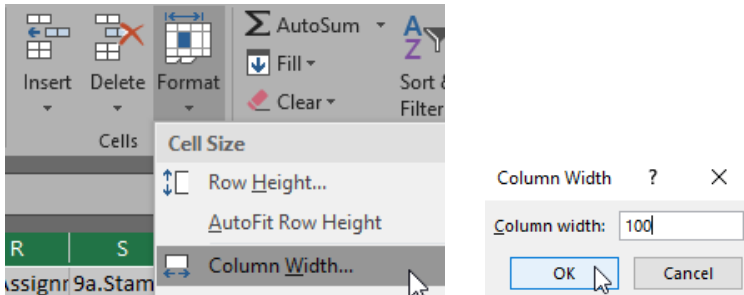 Insert Delete Format
Cells
AutoSum
Fill
Clear
A
Z
Sort &
Filter
Cell Size
Row Height...
AutoFit Row Height
Column Width...
R S
9a.Stam
Column Width ? X
Column width: 100
OK Cancel